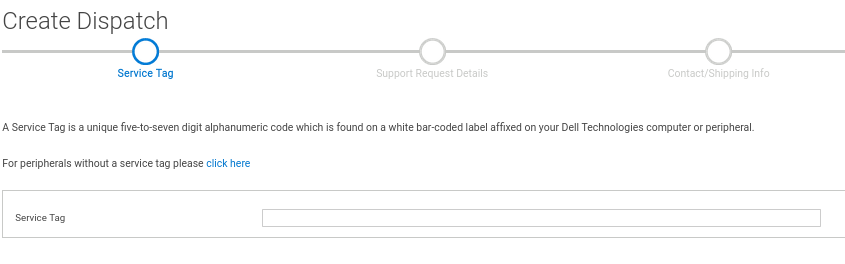 Create Dispatch
Service Tag
Support Request Details
Contact/Shipping Info
A Service Tag is a unique five-to-seven digit alphanumeric code which is found on a white bar-coded label affixed on your Dell Technologies computer or peripheral.
For peripherals without a service tag please click here
Service Tag